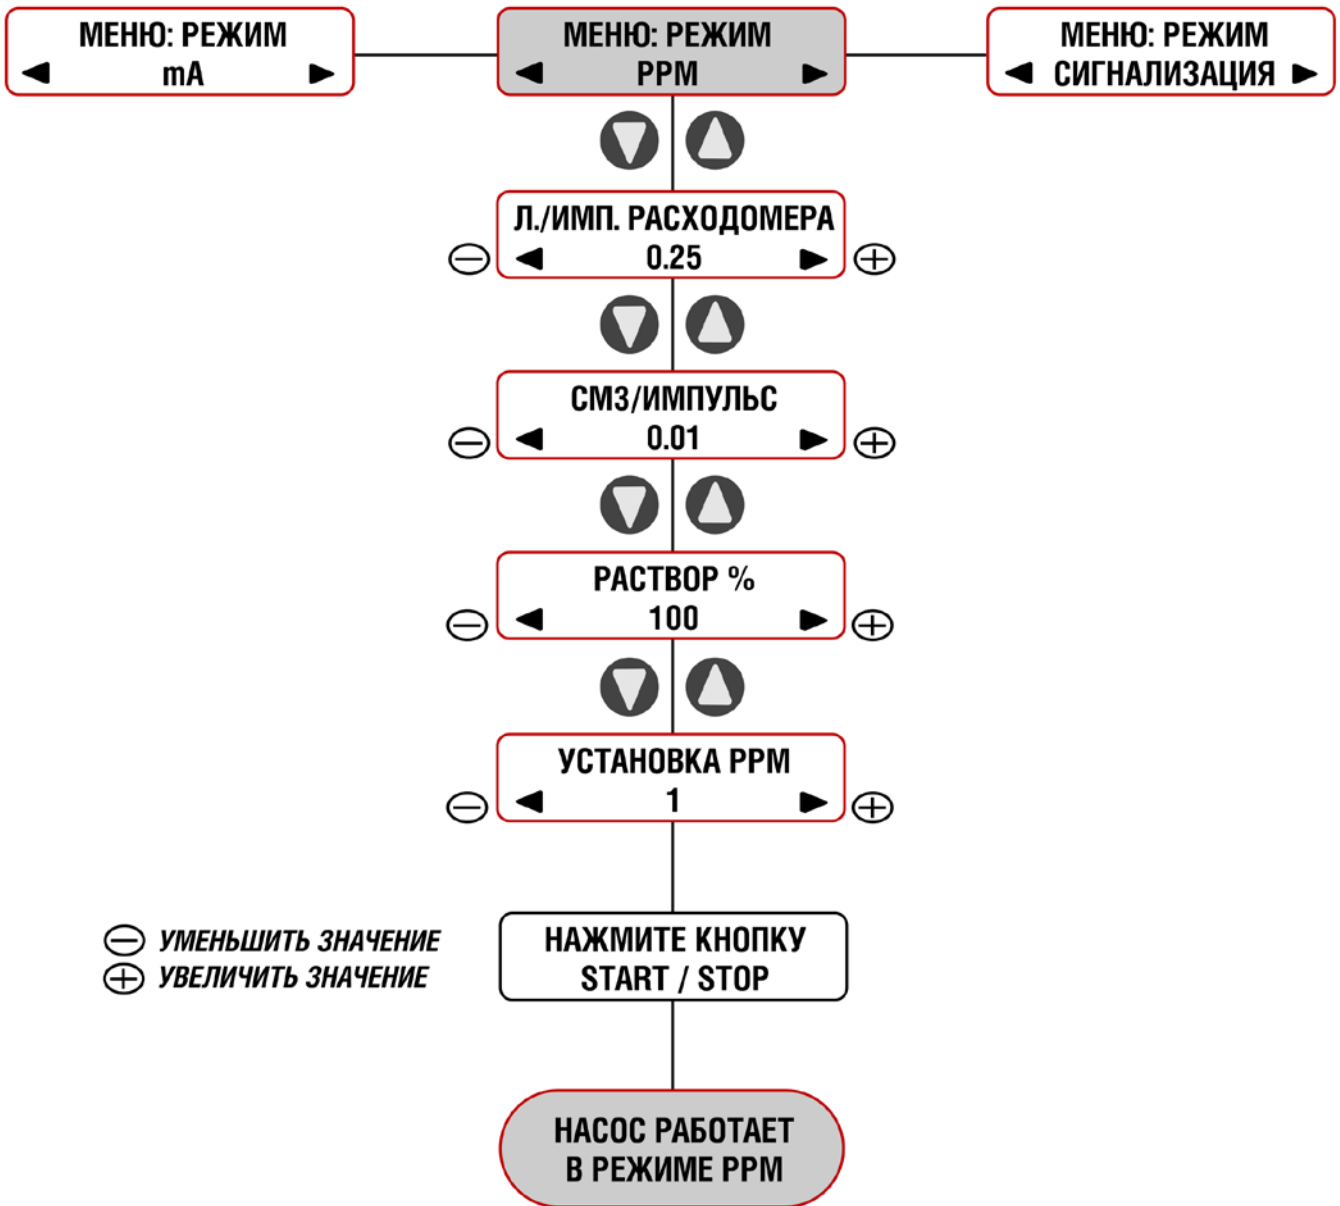 МЕНЮ: РЕЖИМ
mA
МЕНЮ: РЕЖИМ
PPM
МЕНЮ: РЕЖИМ
СИГНАЛИЗАЦИЯ
Л./ИМП. РАСХОДОМЕРА
0.25
СМ3/ИМПУЛЬС
0.01
РАСТВОР %
100
УСТАНОВКА PPM
1
УМЕНЬШИТЬ ЗНАЧЕНИЕ
УВЕЛИЧИТЬ ЗНАЧЕНИЕ
НАЖМИТЕ КНОПКУ
START / STOP
НАСОС РАБОТАЕТ
В РЕЖИМЕ PPM